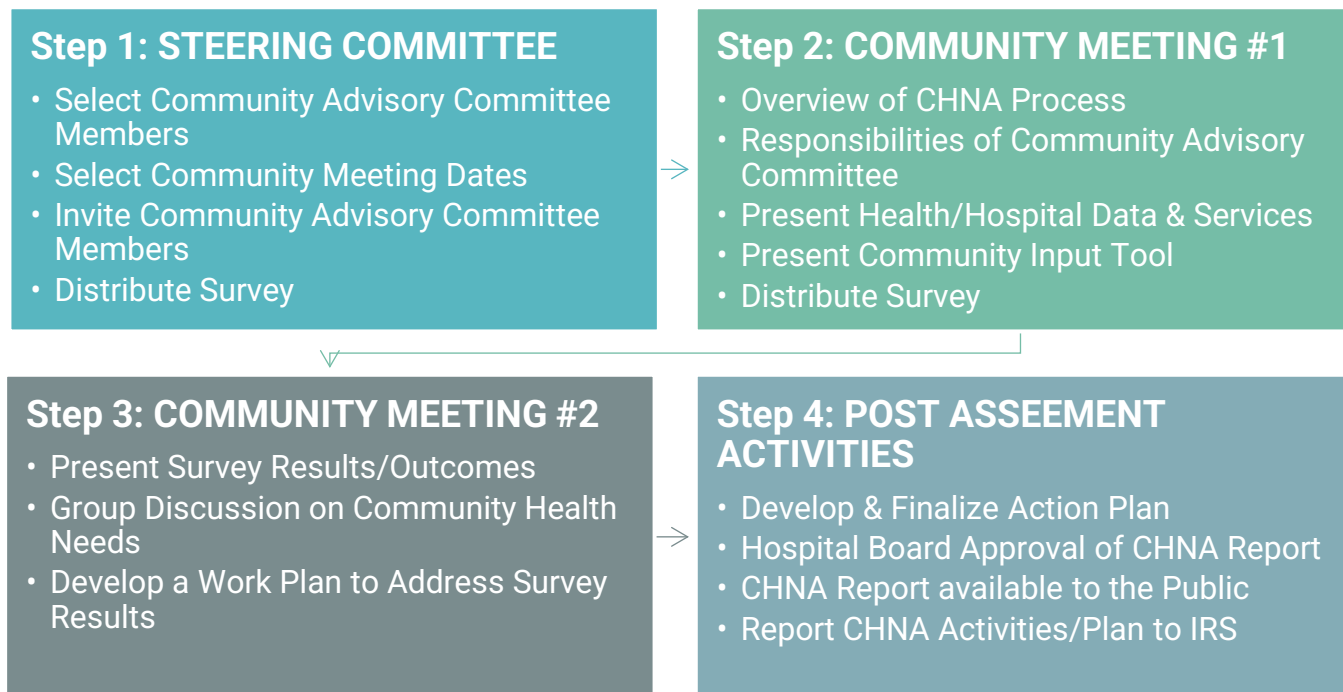 Step 1: STEERING COMMITTEE
• Select Community Advisory Committee
Members
• Select Community Meeting Dates
• Invite Community Advisory Committee
Members
• Distribute Survey
Step 2: COMMUNITY MEETING #1
• Overview of CHNA Process
• Responsibilities of Community Advisory
Committee
• Present Health/Hospital Data & Services
• Present Community Input Tool
• Distribute Survey
Step 3: COMMUNITY MEETING #2
• Present Survey Results/Outcomes
• Group Discussion on Community Health
Needs
• Develop a Work Plan to Address Survey
Results
Step 4: POST ASSEEMENT
ACTIVITIES
• Develop & Finalize Action Plan
• Hospital Board Approval of CHNA Report
• CHNA Report available to the Public
• Report CHNA Activities/Plan to IRS